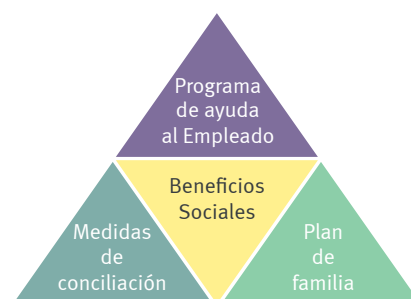 Programa
de ayuda
al Empleado
Beneficios
Sociales
Medidas
de
conciliación
Plan
de
familia